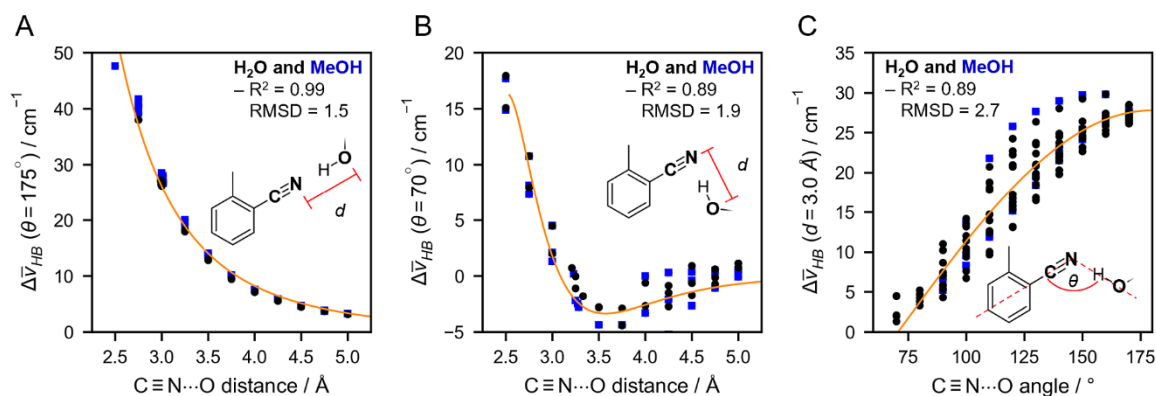 A
50
40
30
20
10
0
Δν̄HB (θ = 175°) / cm⁻¹
H₂O and MeOH
– R² = 0.99
RMSD = 1.5
C≡N
H
O
d
2.5 3.0 3.5 4.0 4.5 5.0
C≡N···O distance / Å
B
20
15
10
5
0
−5
Δν̄HB (θ = 70°) / cm⁻¹
H₂O and MeOH
– R² = 0.89
RMSD = 1.9
C≡N
d
H
O
2.5 3.0 3.5 4.0 4.5 5.0
C≡N···O distance / Å
C
35
30
25
20
15
10
5
0
Δν̄HB (d = 3.0 Å) / cm⁻¹
H₂O and MeOH
– R² = 0.89
RMSD = 2.7
C≡N
θ
H
O
75 100 125 150 175
C≡N···O angle / °